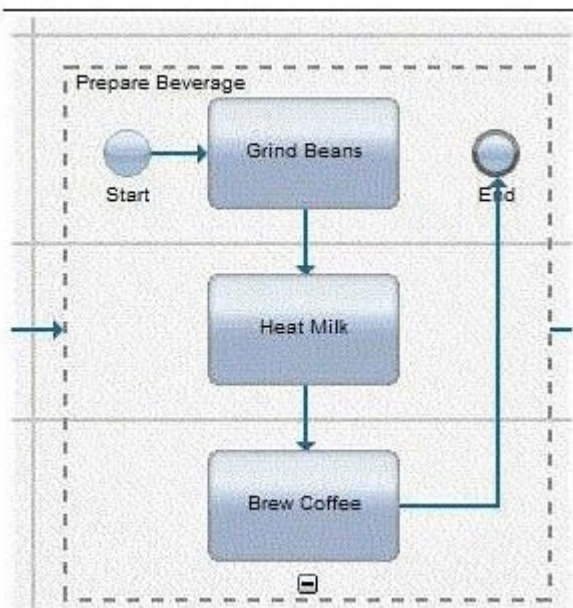 Prepare Beverage
Grind Beans
Start
End
Heat Milk
Brew Coffee